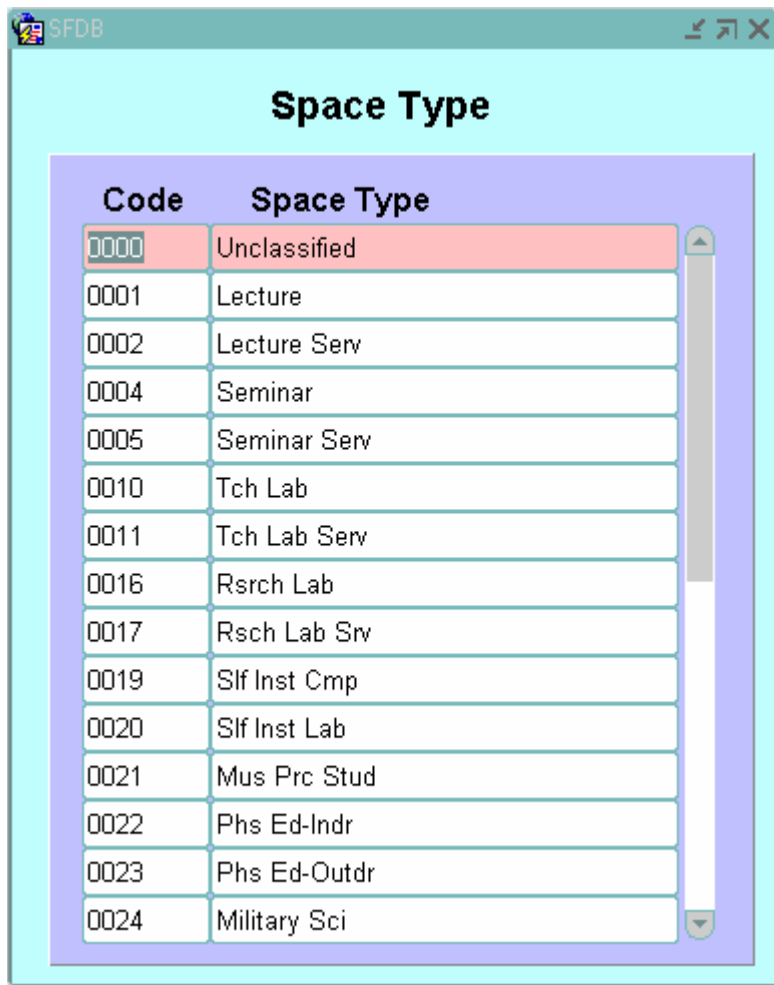 SFDB
Space Type
Code Space Type
0000 Unclassified
0001 Lecture
0002 Lecture Serv
0004 Seminar
0005 Seminar Serv
0010 Tch Lab
0011 Tch Lab Serv
0016 Rsrch Lab
0017 Rsch Lab Srv
0019 Slf Inst Cmp
0020 Slf Inst Lab
0021 Mus Prc Stud
0022 Phs Ed-Indr
0023 Phs Ed-Outdr
0024 Military Sci